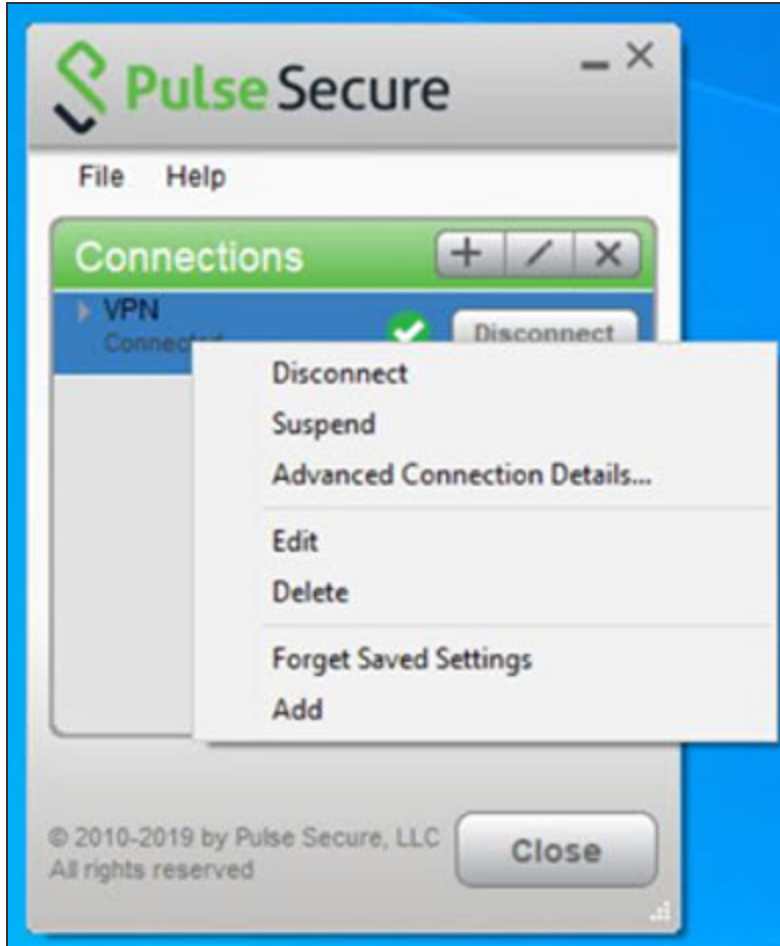 Pulse Secure
File Help
Connections
VPN
Connected
Disconnect
Disconnect
Suspend
Advanced Connection Details...
Edit
Delete
Forget Saved Settings
Add
© 2010-2019 by Pulse Secure, LLC
All rights reserved
Close